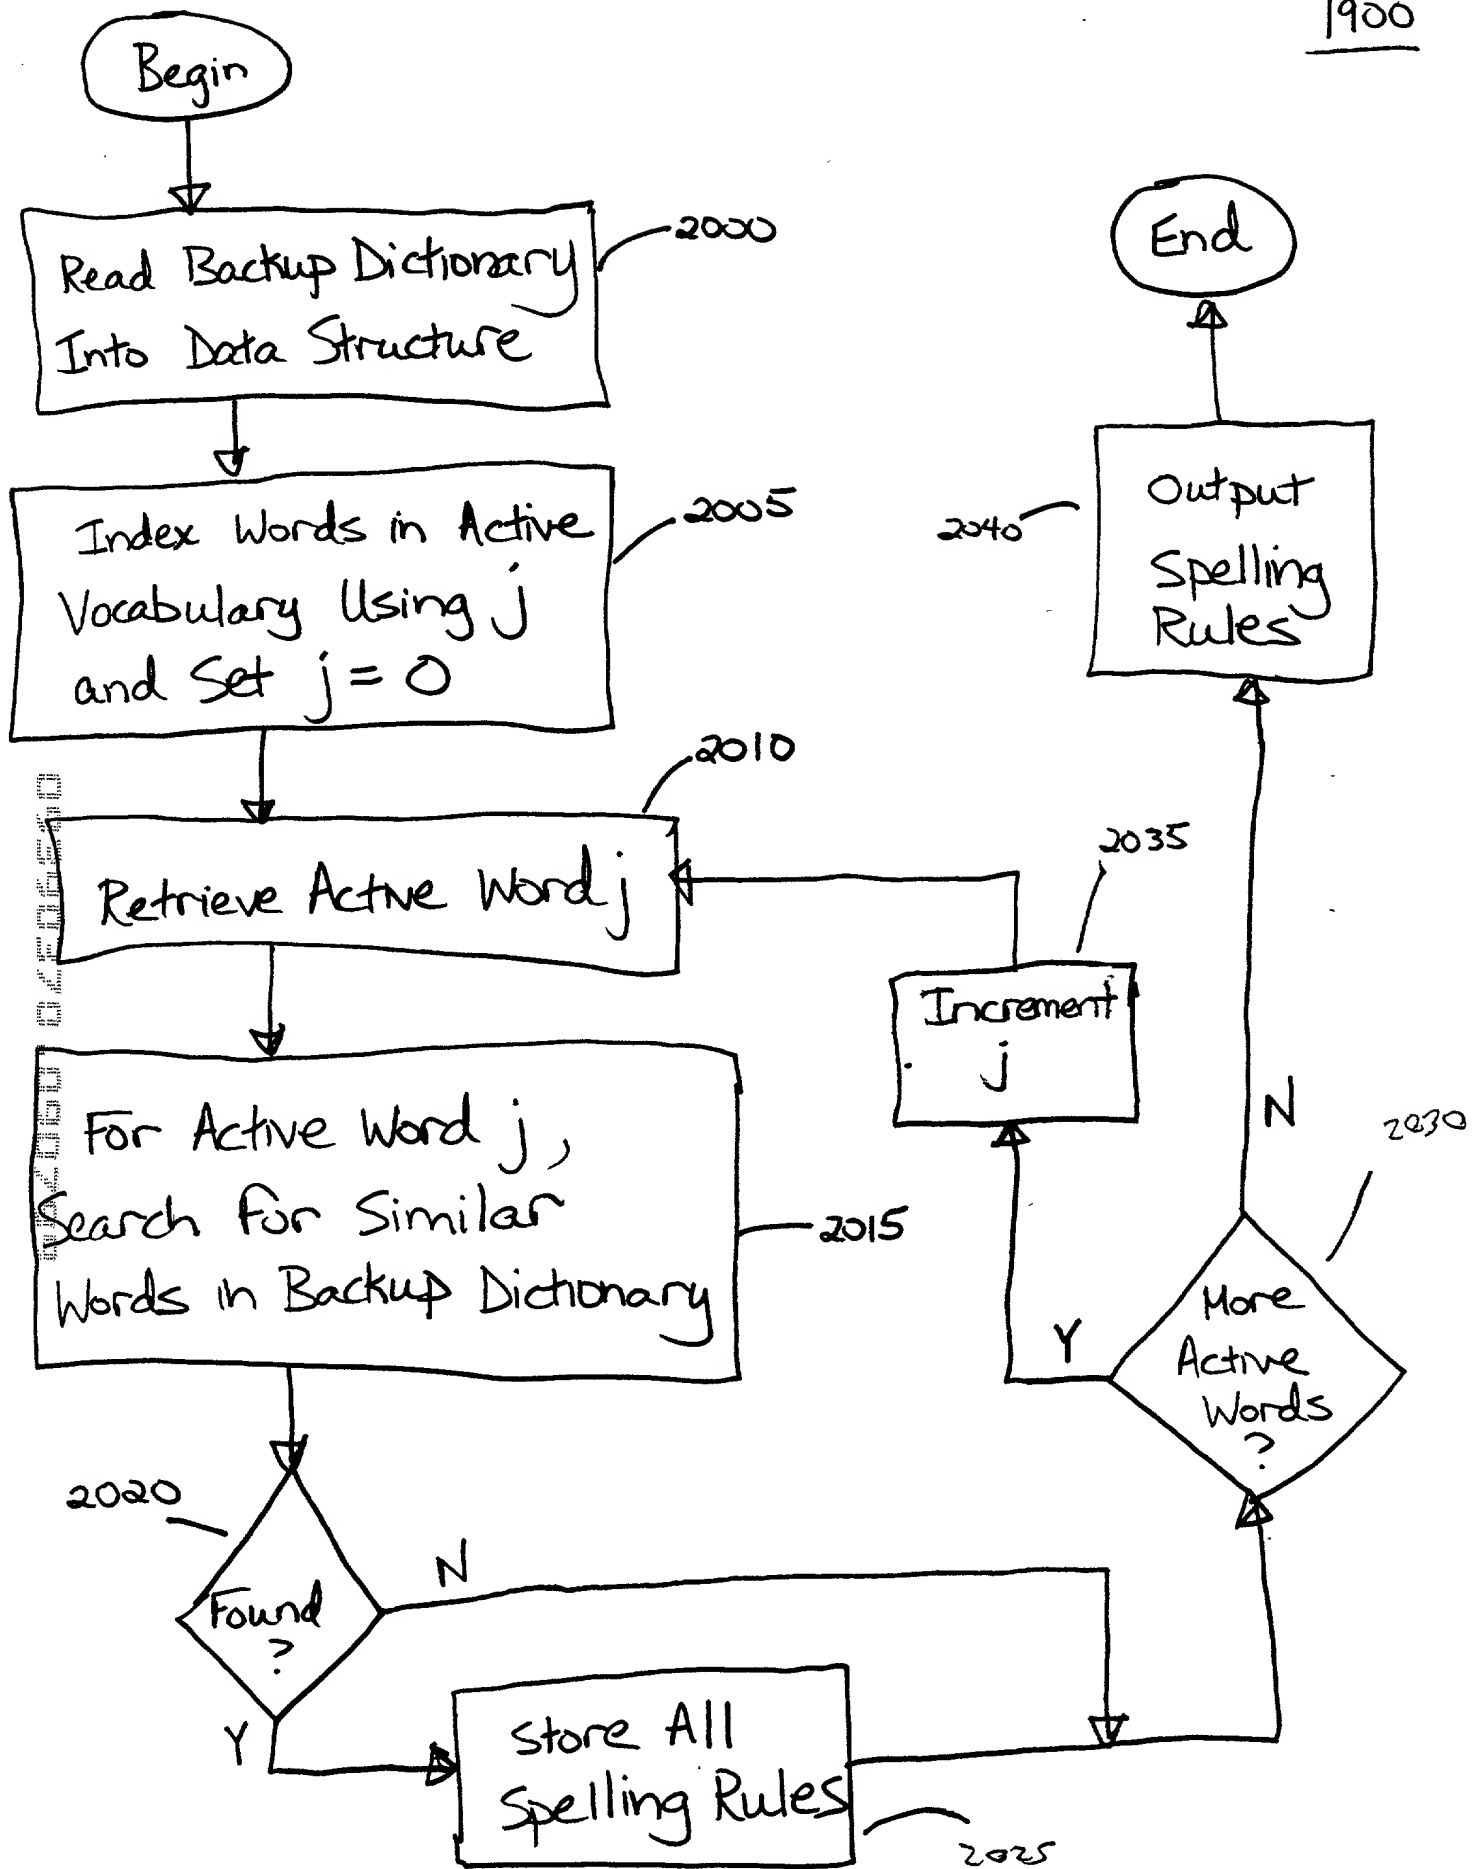 1900
Begin
2000
Read Backup Dictionary
Into Data Structure
2005
Index Words in Active
Vocabulary Using j
and Set j = 0
2010
Retrieve Active Word j
For Active Word j,
Search for Similar
Words in Backup Dictionary
2015
2020
Found
?
N
Y
Store All
Spelling Rules
2025
2030
More
Active
Words
?
Y
N
2035
Increment
j
2040
Output
Spelling
Rules
End